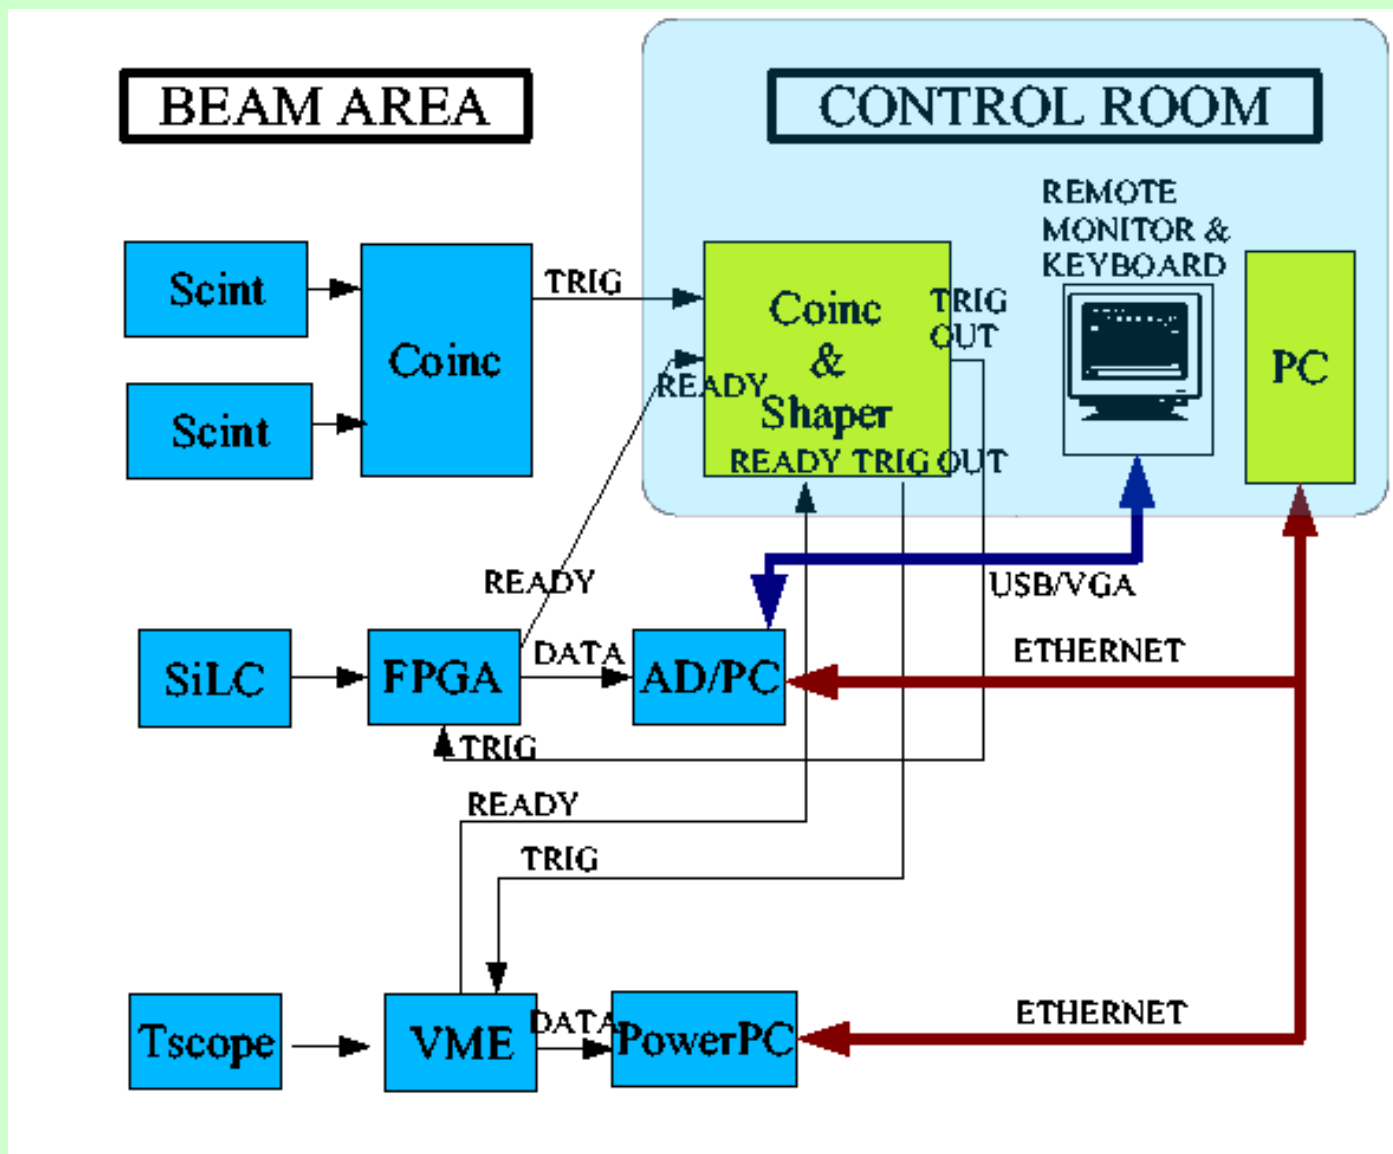 BEAM AREA
CONTROL ROOM
REMOTE
MONITOR &
KEYBOARD
Scint
Scint
Coinc
TRIG
Coinc
&
Shaper
TRIG
OUT
READY
READY TRIG OUT
PC
READY
USB/VGA
SiLC
FPGA
DATA
AD/PC
ETHERNET
TRIG
READY
TRIG
Tscope
VME
DATA
PowerPC
ETHERNET